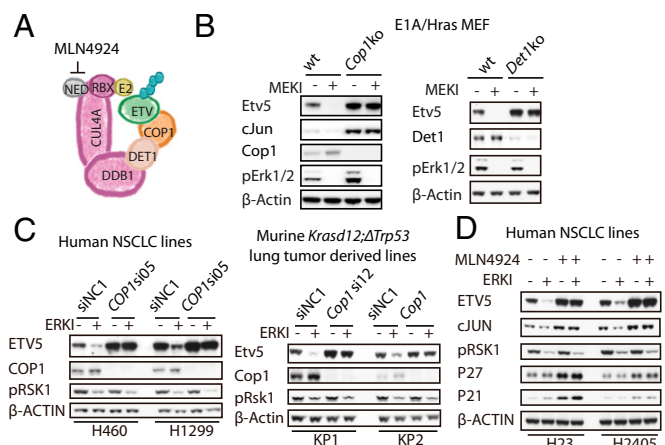 A
MLN4924
NED RBX E2
ETV
CUL4A
COP1
DET1
DDB1
B
E1A/Hras MEF
wt Cop1ko
MEKI - + - +
Etv5
cJun
Cop1
pErk1/2
β-Actin
wt Det1ko
MEKI - + - +
Etv5
Det1
pErk1/2
β-Actin
C
Human NSCLC lines
siNC1 COP1si05 siNC1 COP1si05
ERKI - + - + - + - +
ETV5
COP1
pRSK1
β-ACTIN
H460 H1299
Murine Krasd12;ΔTrp53
lung tumor derived lines
siNC1 Cop1si12 siNC1 Cop1
ERKI - + - + - + - +
Etv5
Cop1
pRsk1
β-Actin
KP1 KP2
D
Human NSCLC lines
MLN4924 - - + + - - + +
ERKI - + - + - + - +
ETV5
cJUN
pRSK1
P27
P21
β-ACTIN
H23 H2405